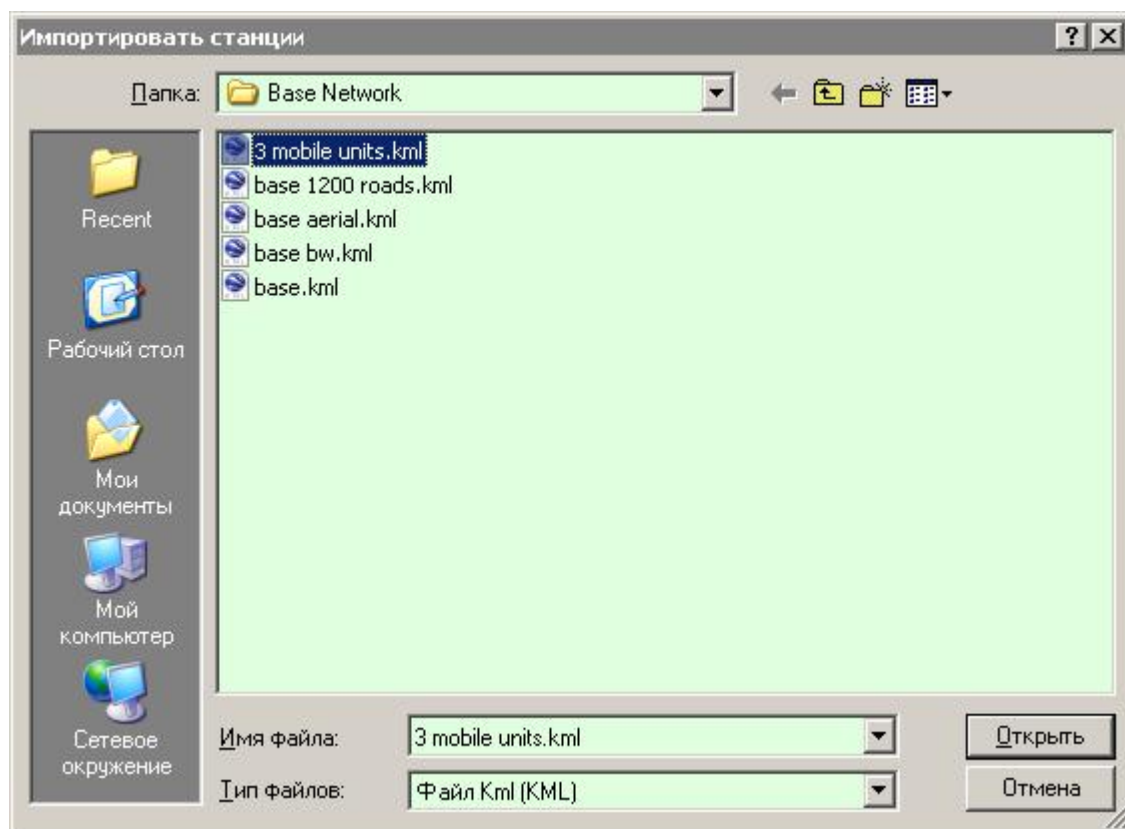 Импортировать станции
Папка: Base Network
3 mobile units.kml
base 1200 roads.kml
base aerial.kml
base bw.kml
base.kml
Recent
Рабочий стол
Мои
документы
Мой
компьютер
Сетевое
окружение
Имя файла: 3 mobile units.kml Открыть
Тип файлов: Файл Kml (KML) Отмена